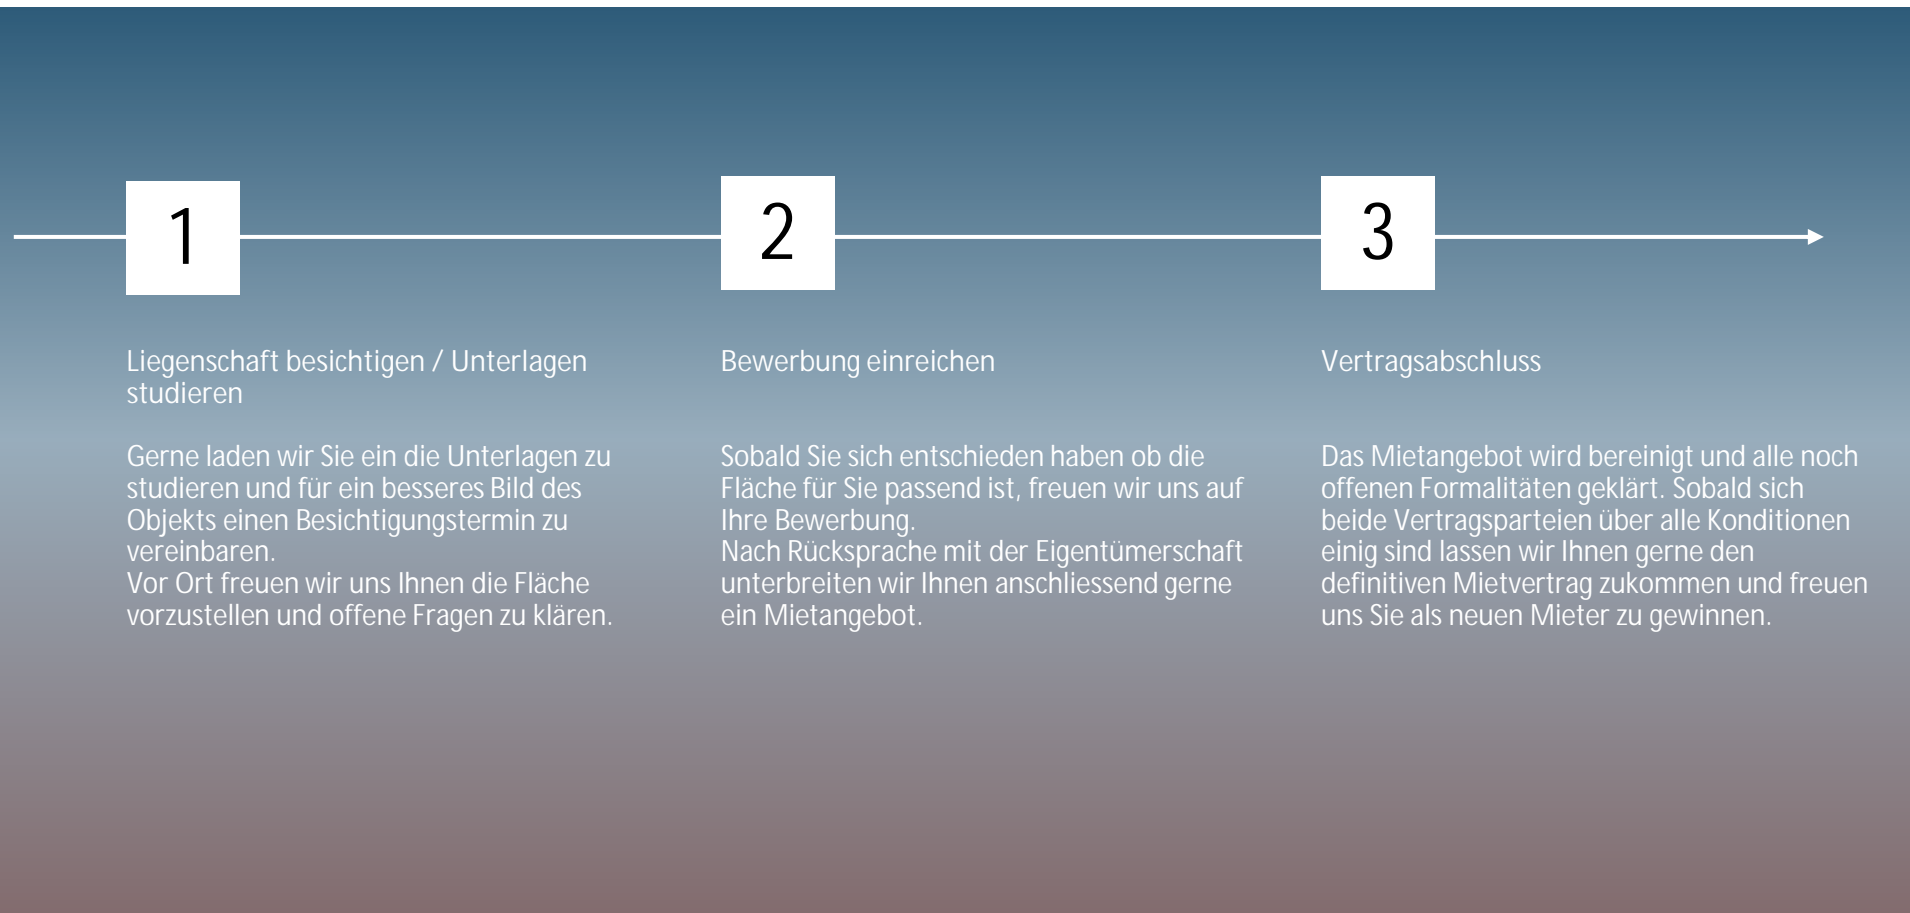 1
Liegenschaft besichtigen / Unterlagen
studieren
Gerne laden wir Sie ein die Unterlagen zu
studieren und für ein besseres Bild des
Objekts einen Besichtigungstermin zu
vereinbaren.
Vor Ort freuen wir uns Ihnen die Fläche
vorzustellen und offene Fragen zu klären.
2
Bewerbung einreichen
Sobald Sie sich entschieden haben ob die
Fläche für Sie passend ist, freuen wir uns auf
Ihre Bewerbung.
Nach Rücksprache mit der Eigentümerschaft
unterbreiten wir Ihnen anschliessend gerne
ein Mietangebot.
3
Vertragsabschluss
Das Mietangebot wird bereinigt und alle noch
offenen Formalitäten geklärt. Sobald sich
beide Vertragsparteien über alle Konditionen
einig sind lassen wir Ihnen gerne den
definitiven Mietvertrag zukommen und freuen
uns Sie als neuen Mieter zu gewinnen.